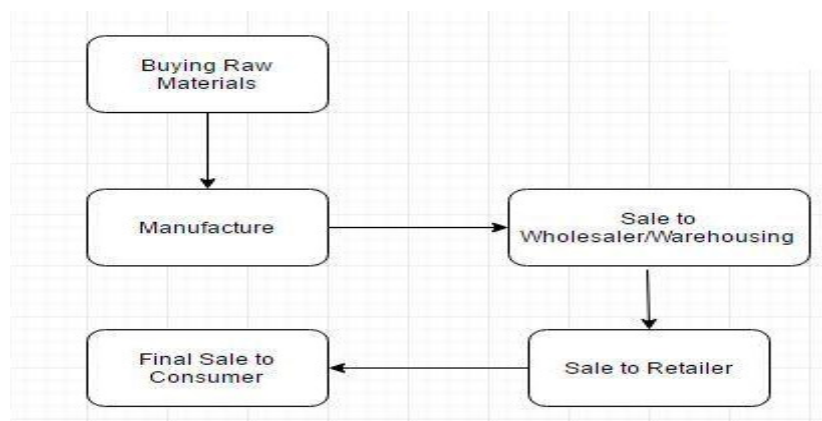 Buying Raw
Materials
Manufacture
Sale to
Wholesaler/Warehousing
Sale to Retailer
Final Sale to
Consumer